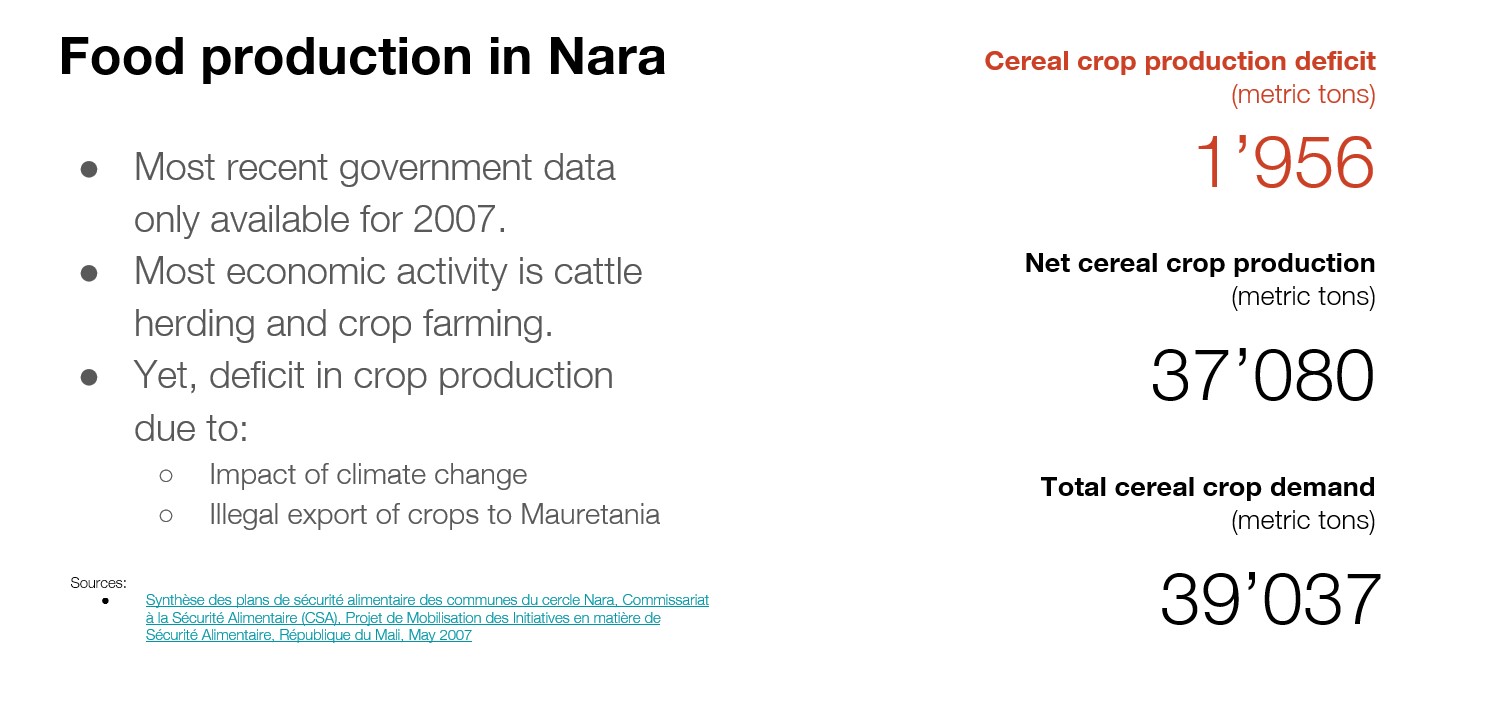 Food production in Nara
● Most recent government data
only available for 2007.
● Most economic activity is cattle
herding and crop farming.
● Yet, deficit in crop production
due to:
○ Impact of climate change
○ Illegal export of crops to Mauretania
Sources:
● Synthèse des plans de sécurité alimentaire des communes du cercle Nara, Commissariat
à la Sécurité Alimentaire (CSA), Projet de Mobilisation des Initiatives en matière de
Sécurité Alimentaire, République du Mali, May 2007
Cereal crop production deficit
(metric tons)
1’956
Net cereal crop production
(metric tons)
37’080
Total cereal crop demand
(metric tons)
39’037